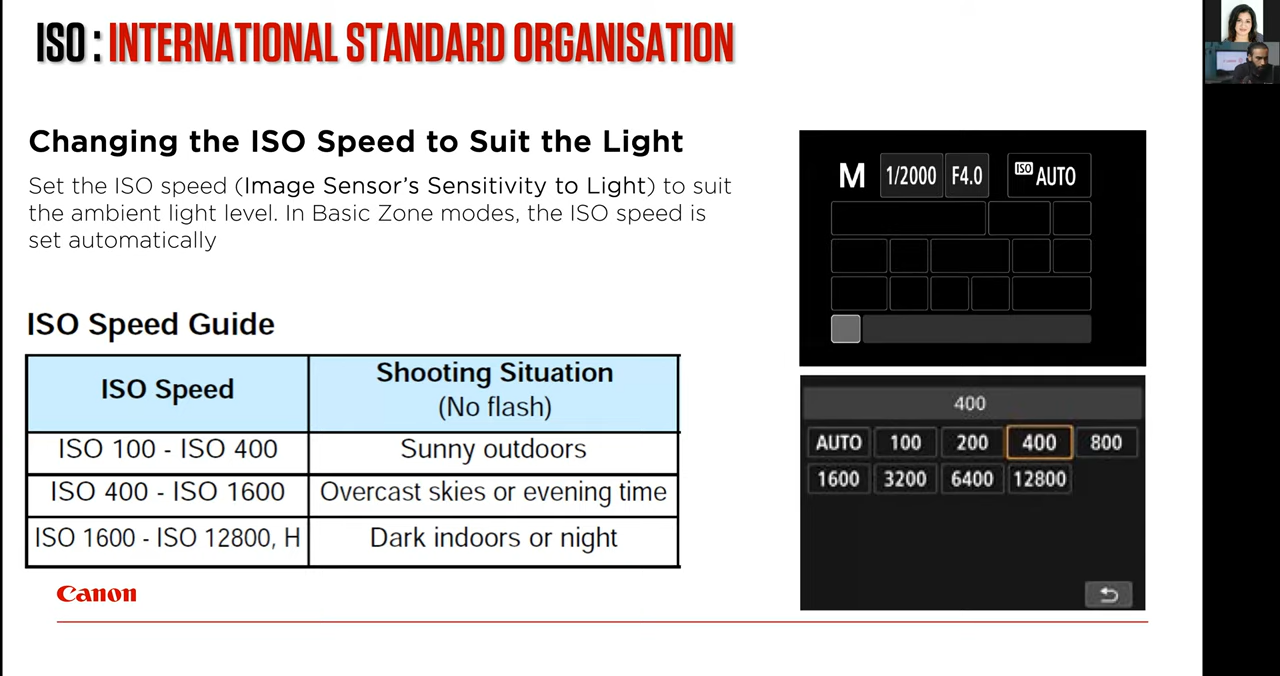 ISO : INTERNATIONAL STANDARD ORGANISATION
Changing the ISO Speed to Suit the Light
Set the ISO speed (Image Sensor's Sensitivity to Light) to suit
the ambient light level. In Basic Zone modes, the ISO speed is
set automatically
ISO Speed Guide
ISO Speed
Shooting Situation
(No flash)
ISO 100 - ISO 400
Sunny outdoors
ISO 400 - ISO 1600
Overcast skies or evening time
ISO 1600 - ISO 12800, H
Dark indoors or night
Canon
M 1/2000 F4.0 ISO AUTO
400
AUTO 100 200 400 800
1600 3200 6400 12800